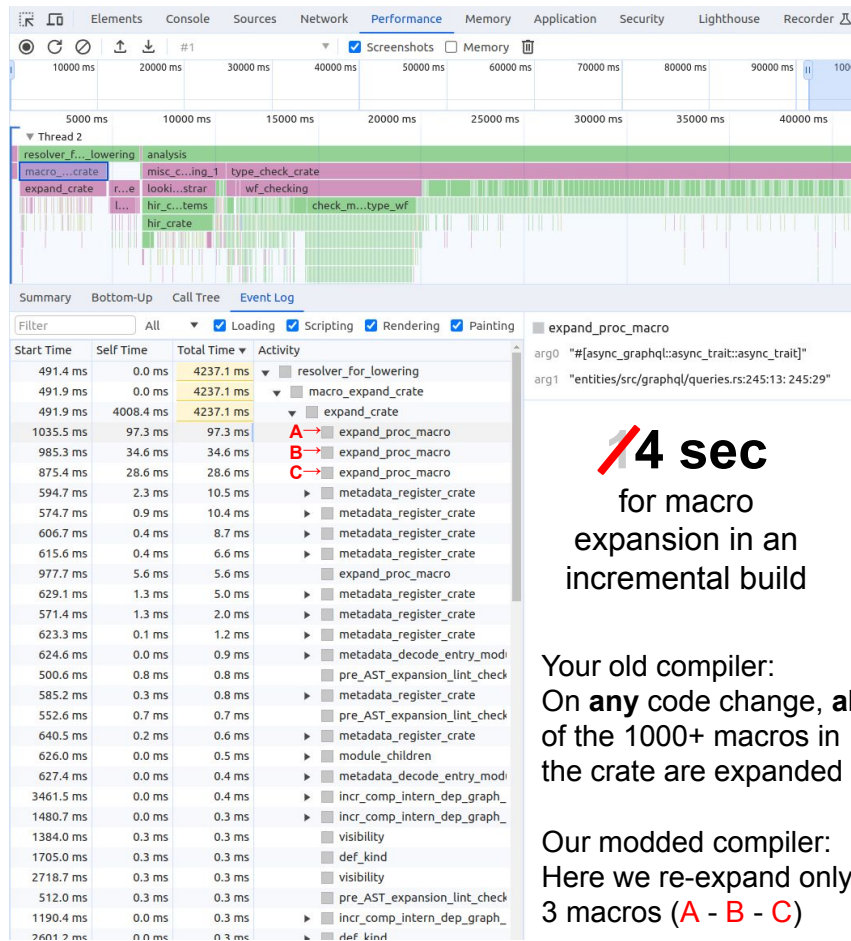 Elements Console Sources Network Performance Memory Application Security Lighthouse Recorder
#1 Screenshots Memory
10000 ms 20000 ms 30000 ms 40000 ms 50000 ms 60000 ms 70000 ms 80000 ms 90000 ms 100
5000 ms 10000 ms 15000 ms 20000 ms 25000 ms 30000 ms 35000 ms 40000 ms
Thread 2
resolver_f..._lowering analysis
macro_...crate misc_c...ing_1 type_check_crate
expand_crate r...e looki...strar wf_checking
l... hir_c...tems check_m...type_wf
hir_crate
Summary Bottom-Up Call Tree Event Log
Filter All Loading Scripting Rendering Painting
Start Time Self Time Total Time Activity
491.4 ms 0.0 ms 4237.1 ms resolver_for_lowering
491.9 ms 0.0 ms 4237.1 ms macro_expand_crate
491.9 ms 4008.4 ms 4237.1 ms expand_crate
1035.5 ms 97.3 ms 97.3 ms A→ expand_proc_macro
985.3 ms 34.6 ms 34.6 ms B→ expand_proc_macro
875.4 ms 28.6 ms 28.6 ms C→ expand_proc_macro
594.7 ms 2.3 ms 10.5 ms metadata_register_crate
574.7 ms 0.9 ms 10.4 ms metadata_register_crate
606.7 ms 0.4 ms 8.7 ms metadata_register_crate
615.6 ms 0.4 ms 6.6 ms metadata_register_crate
977.7 ms 5.6 ms 5.6 ms expand_proc_macro
629.1 ms 1.3 ms 5.0 ms metadata_register_crate
571.4 ms 1.3 ms 2.0 ms metadata_register_crate
623.3 ms 0.1 ms 1.2 ms metadata_register_crate
624.6 ms 0.0 ms 0.9 ms metadata_decode_entry_mod
500.6 ms 0.8 ms 0.8 ms pre_AST_expansion_lint_check
585.2 ms 0.3 ms 0.8 ms metadata_register_crate
552.6 ms 0.7 ms 0.7 ms pre_AST_expansion_lint_check
640.5 ms 0.2 ms 0.6 ms metadata_register_crate
626.0 ms 0.0 ms 0.5 ms module_children
627.4 ms 0.0 ms 0.4 ms metadata_decode_entry_mod
3461.5 ms 0.0 ms 0.4 ms incr_comp_intern_dep_graph_
1480.7 ms 0.0 ms 0.3 ms incr_comp_intern_dep_graph_
1384.0 ms 0.3 ms 0.3 ms visibility
1705.0 ms 0.3 ms 0.3 ms def_kind
2718.7 ms 0.3 ms 0.3 ms visibility
512.0 ms 0.3 ms 0.3 ms pre_AST_expansion_lint_check
1190.4 ms 0.0 ms 0.3 ms incr_comp_intern_dep_graph_
2601.2 ms 0.0 ms 0.3 ms def_kind
expand_proc_macro
arg0 "#[async_graphql::async_trait::async_trait]"
arg1 "entities/src/graphql/queries.rs:245:13: 245:29"
14 sec
for macro
expansion in an
incremental build
Your old compiler:
On any code change, al
of the 1000+ macros in
the crate are expanded
Our modded compiler:
Here we re-expand only
3 macros (A - B - C)